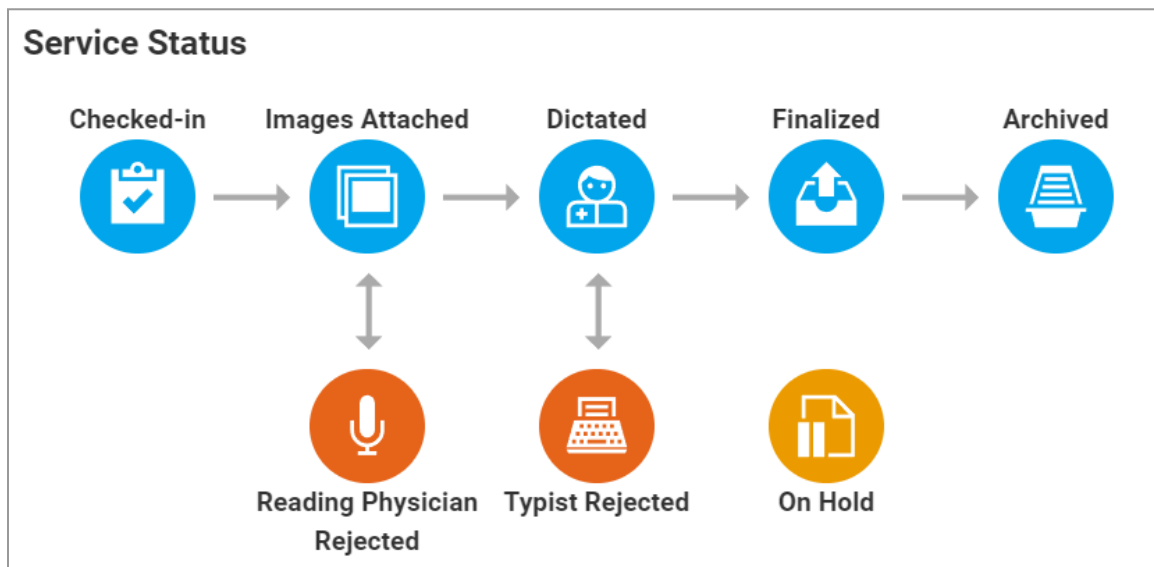 Service Status
Checked-in
Images Attached
Dictated
Finalized
Archived
Reading Physician
Rejected
Typist Rejected
On Hold